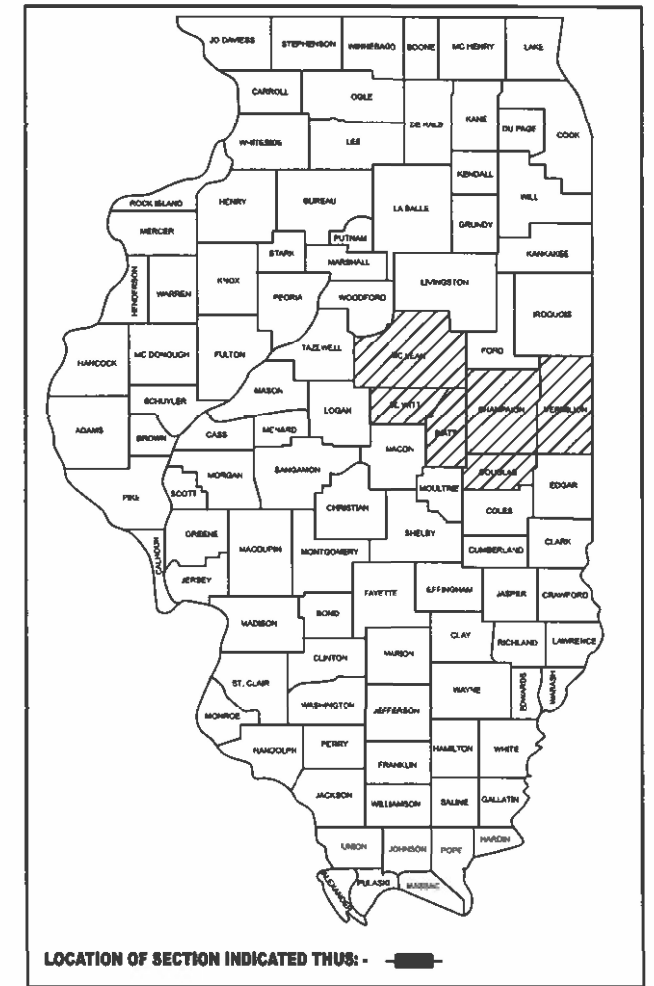 JO DAVIESS STEPHENSON WINNEBAGO BOONE MC HENRY LAKE
CARROLL OGLE DE KALB KANE DU PAGE COOK
WHITESIDE LEE
KENDALL WILL
ROCK ISLAND HENRY BUREAU LA SALLE GRUNDY
MERCER PUTNAM
STARK MARSHALL KANKAKEE
HENDERSON WARREN KNOX PEORIA WOODFORD LIVINGSTON
IROQUOIS
HANCOCK MC DONOUGH FULTON TAZEWELL MC LEAN FORD
MASON
SCHUYLER LOGAN DE WITT CHAMPAIGN VERMILION
ADAMS BROWN CASS MENARD PIATT
MACON
MORGAN SANGAMON DOUGLAS
PIKE SCOTT CHRISTIAN MOULTRIE EDGAR
COLES
GREENE MACOUPIN MONTGOMERY SHELBY
CALHOUN CUMBERLAND CLARK
JERSEY FAYETTE EFFINGHAM JASPER CRAWFORD
MADISON BOND
CLAY RICHLAND LAWRENCE
CLINTON MARION
ST. CLAIR WAYNE EDWARDS WABASH
WASHINGTON JEFFERSON
MONROE
RANDOLPH PERRY HAMILTON WHITE
FRANKLIN
JACKSON WILLIAMSON SALINE GALLATIN
UNION JOHNSON POPE HARDIN
ALEXANDER PULASKI MASSAC
LOCATION OF SECTION INDICATED THUS: -